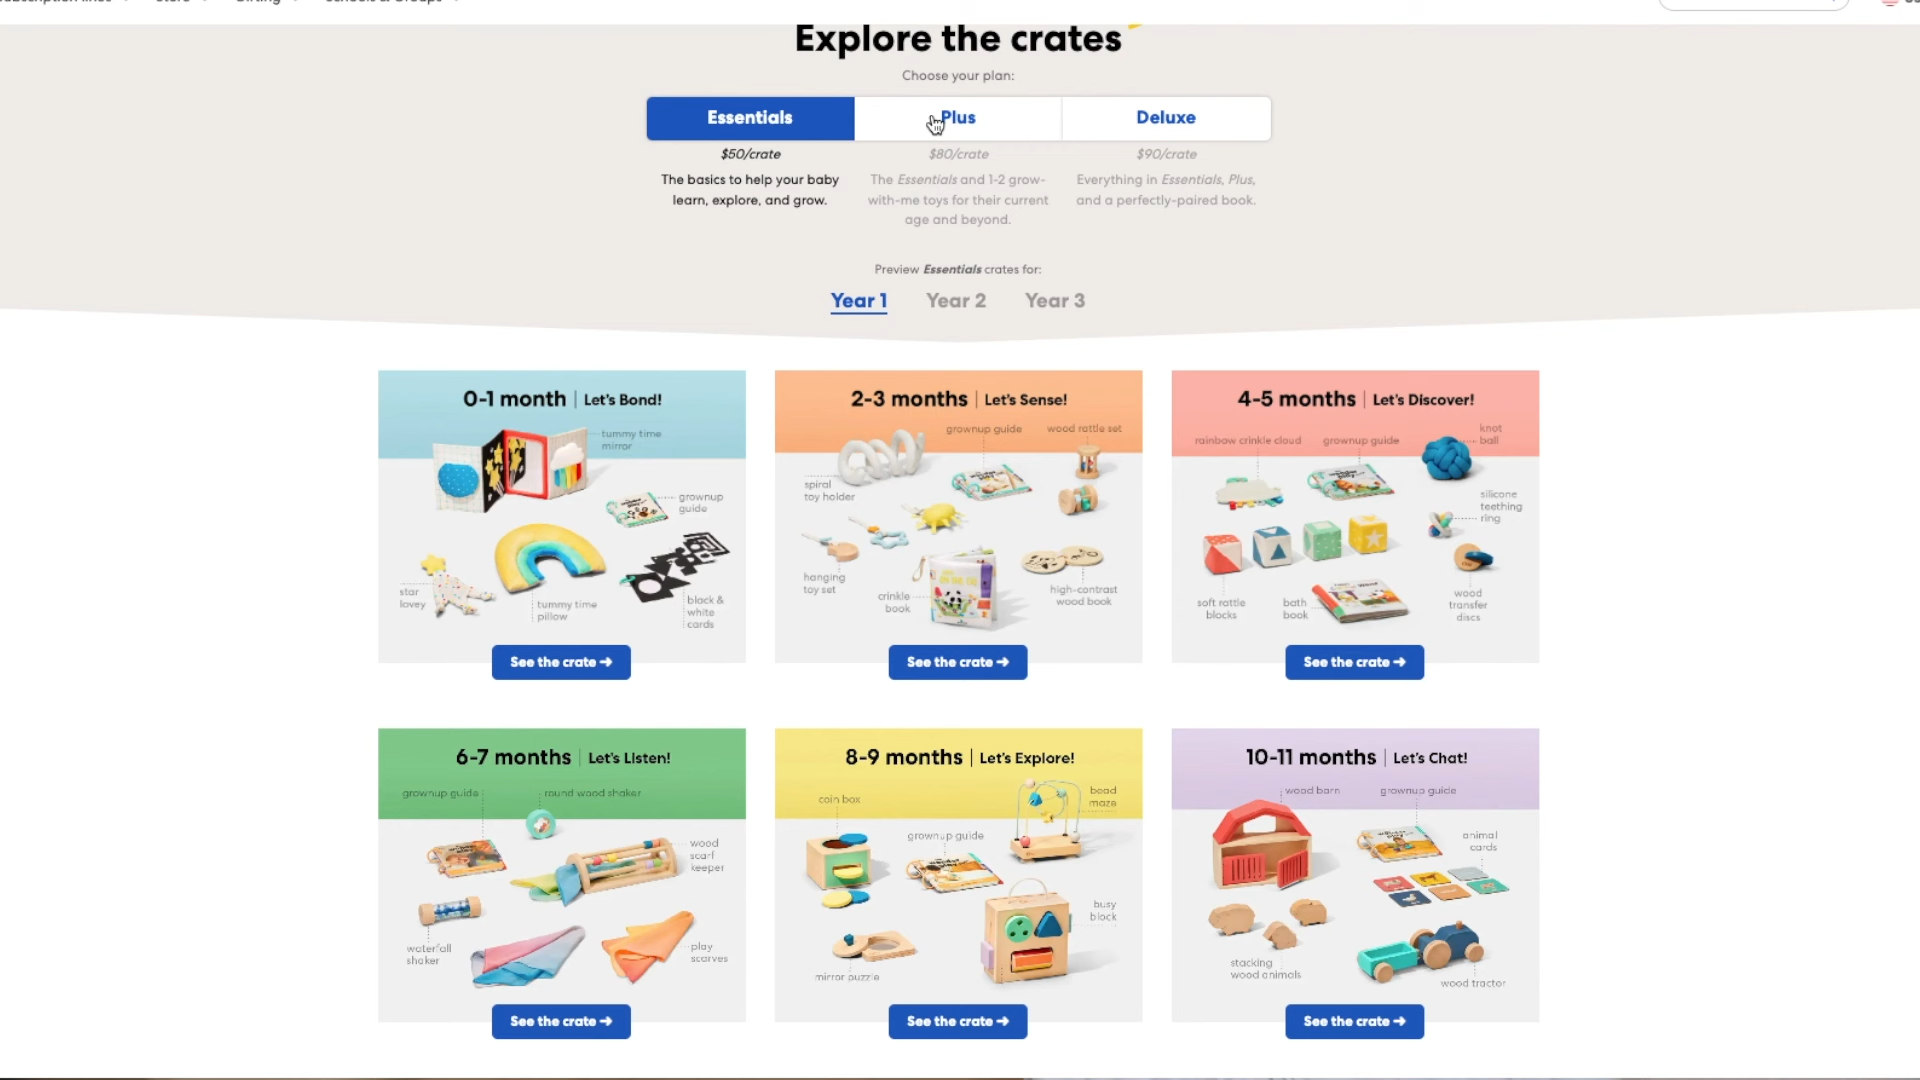 Explore the crates
Choose your plan:
Essentials
Plus
Deluxe
$50/crate
$80/crate
$90/crate
The basics to help your baby
learn, explore, and grow.
The Essentials and 1-2 grow-
with-me toys for their current
age and beyond.
Everything in Essentials, Plus,
and a perfectly-paired book.
Preview Essentials crates for:
Year 1
Year 2
Year 3
0-1 month | Let's Bond!
tummy time
mirror
grownup
guide
star
lovey
tummy time
pillow
black &
white
cards
See the crate →
2-3 months | Let's Sense!
grownup guide
wood rattle set
spiral
toy holder
hanging
toy set
crinkle
book
high-contrast
wood book
See the crate →
4-5 months | Let's Discover!
rainbow crinkle cloud
grownup guide
knot
ball
silicone
teething
ring
soft rattle
blocks
bath
book
wood
transfer
discs
See the crate →
6-7 months | Let's Listen!
grownup guide
round wood shaker
wood
scarf
keeper
waterfall
shaker
play
scarves
See the crate →
8-9 months | Let's Explore!
coin box
bead
maze
grownup guide
busy
block
mirror puzzle
See the crate →
10-11 months | Let's Chat!
wood barn
grownup guide
animal
cards
stacking
wood animals
wood tractor
See the crate →